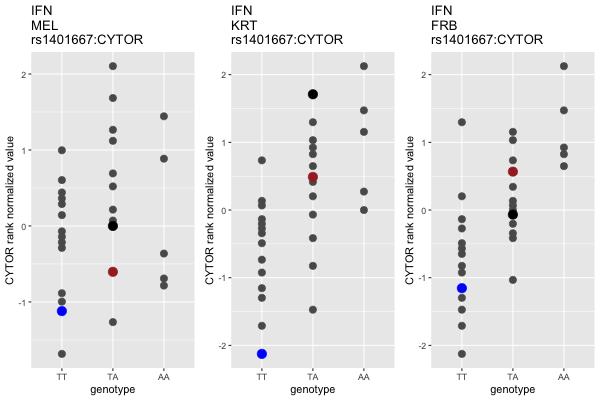 IFN
MEL
rs1401667:CYTOR
CYTOR rank normalized value
2
1
0
-1
TT
TA
AA
genotype
IFN
KRT
rs1401667:CYTOR
CYTOR rank normalized value
2
1
0
-1
-2
TT
TA
AA
genotype
IFN
FRB
rs1401667:CYTOR
CYTOR rank normalized value
2
1
0
-1
-2
TT
TA
AA
genotype